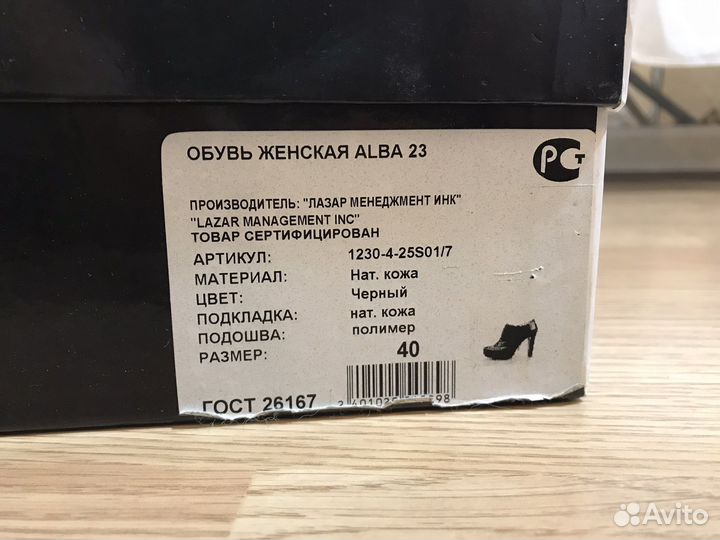 ОБУВЬ ЖЕНСКАЯ ALBA 23
РСТ
ПРОИЗВОДИТЕЛЬ: "ЛАЗАР МЕНЕДЖМЕНТ ИНК"
"LAZAR MANAGEMENT INC"
ТОВАР СЕРТИФИЦИРОВАН
АРТИКУЛ: 1230-4-25S01/7
МАТЕРИАЛ: Нат. кожа
ЦВЕТ: Черный
ПОДКЛАДКА: нат. кожа
ПОДОШВА: полимер
РАЗМЕР: 40
ГОСТ 26167
Avito